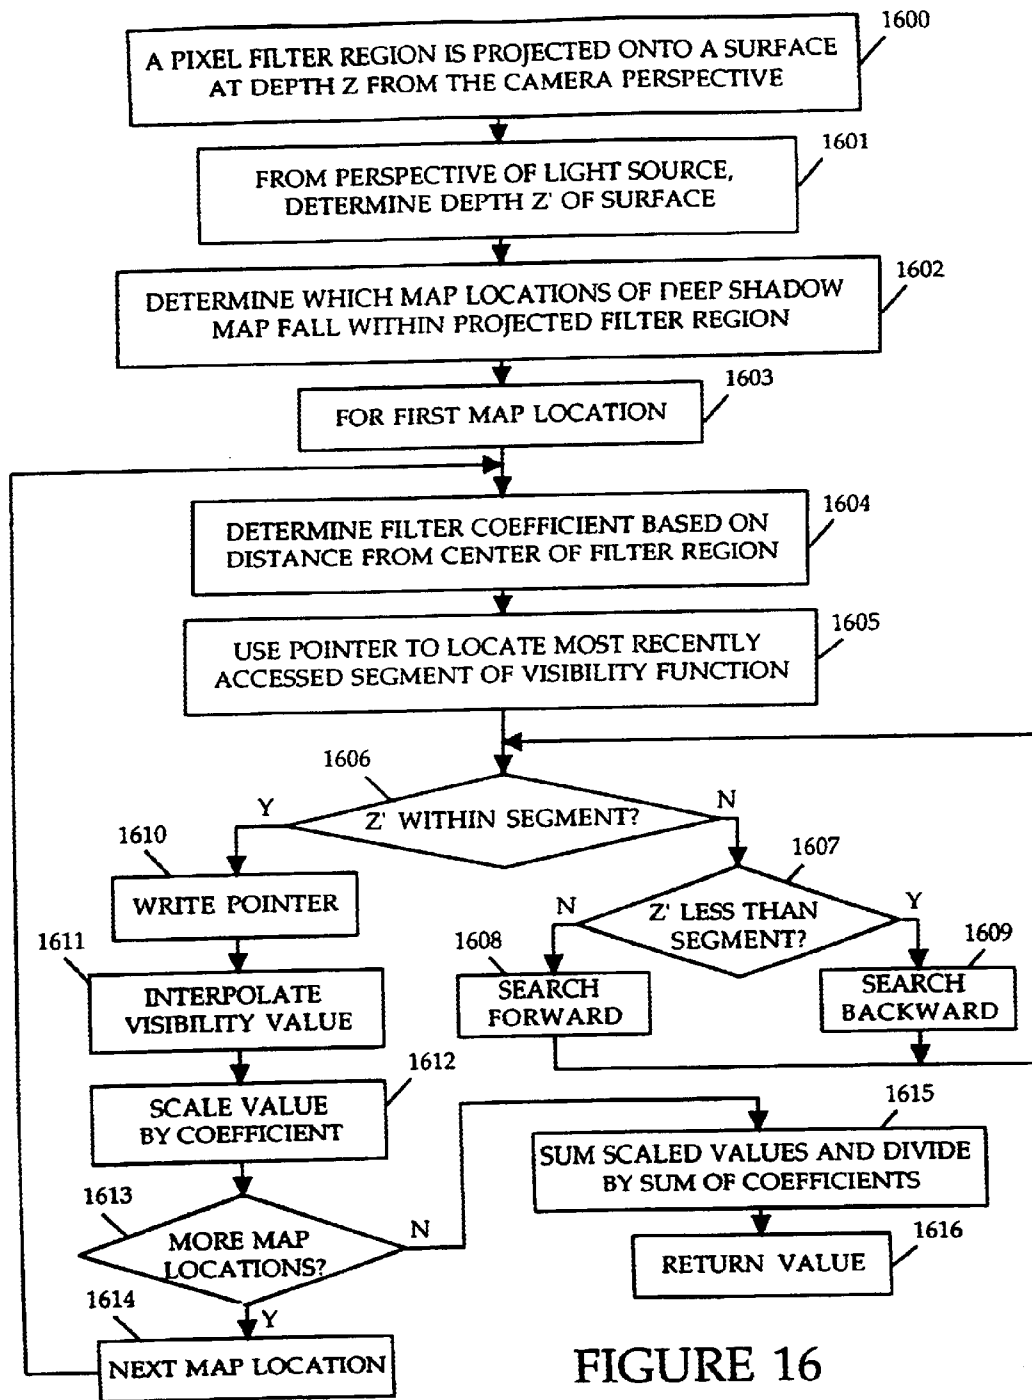 1600
A PIXEL FILTER REGION IS PROJECTED ONTO A SURFACE
AT DEPTH Z FROM THE CAMERA PERSPECTIVE
1601
FROM PERSPECTIVE OF LIGHT SOURCE,
DETERMINE DEPTH Z' OF SURFACE
1602
DETERMINE WHICH MAP LOCATIONS OF DEEP SHADOW
MAP FALL WITHIN PROJECTED FILTER REGION
1603
FOR FIRST MAP LOCATION
1604
DETERMINE FILTER COEFFICIENT BASED ON
DISTANCE FROM CENTER OF FILTER REGION
1605
USE POINTER TO LOCATE MOST RECENTLY
ACCESSED SEGMENT OF VISIBILITY FUNCTION
1606
Y
Z' WITHIN SEGMENT?
N
1607
N
Z' LESS THAN
SEGMENT?
Y
1608
SEARCH
FORWARD
1609
SEARCH
BACKWARD
1610
WRITE POINTER
1611
INTERPOLATE
VISIBILITY VALUE
1612
SCALE VALUE
BY COEFFICIENT
1613
MORE MAP
LOCATIONS?
N
Y
1614
NEXT MAP LOCATION
1615
SUM SCALED VALUES AND DIVIDE
BY SUM OF COEFFICIENTS
1616
RETURN VALUE
FIGURE 16